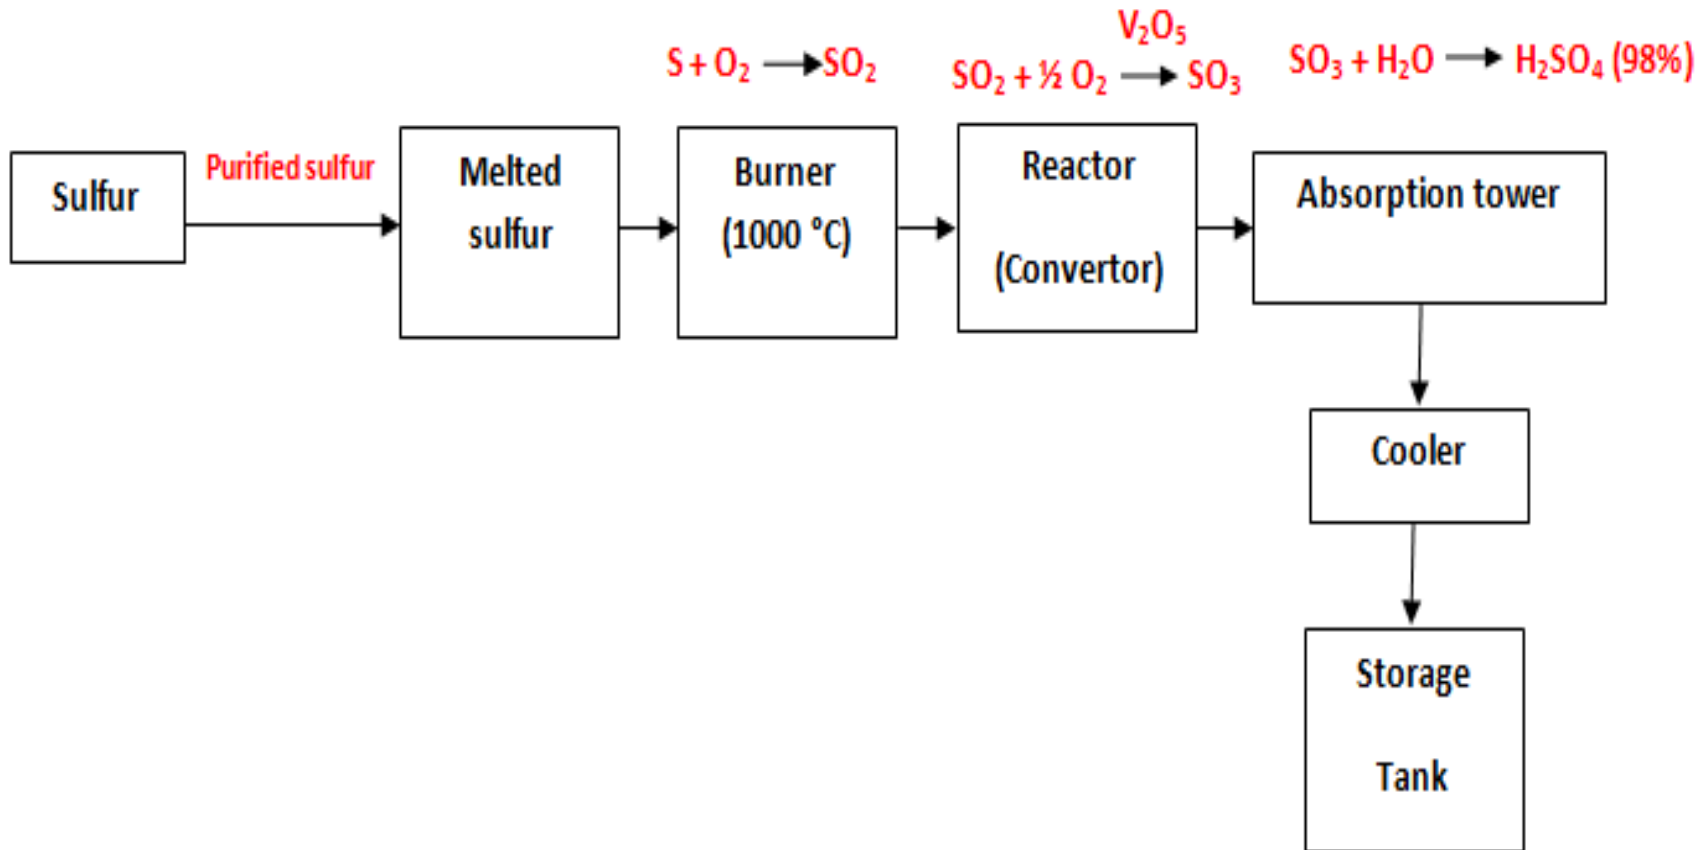 V₂O₅
S + O₂ → SO₂
SO₂ + ½ O₂ → SO₃
SO₃ + H₂O → H₂SO₄ (98%)
Sulfur
Purified sulfur
Melted
sulfur
Burner
(1000 °C)
Reactor
(Convertor)
Absorption tower
Cooler
Storage
Tank